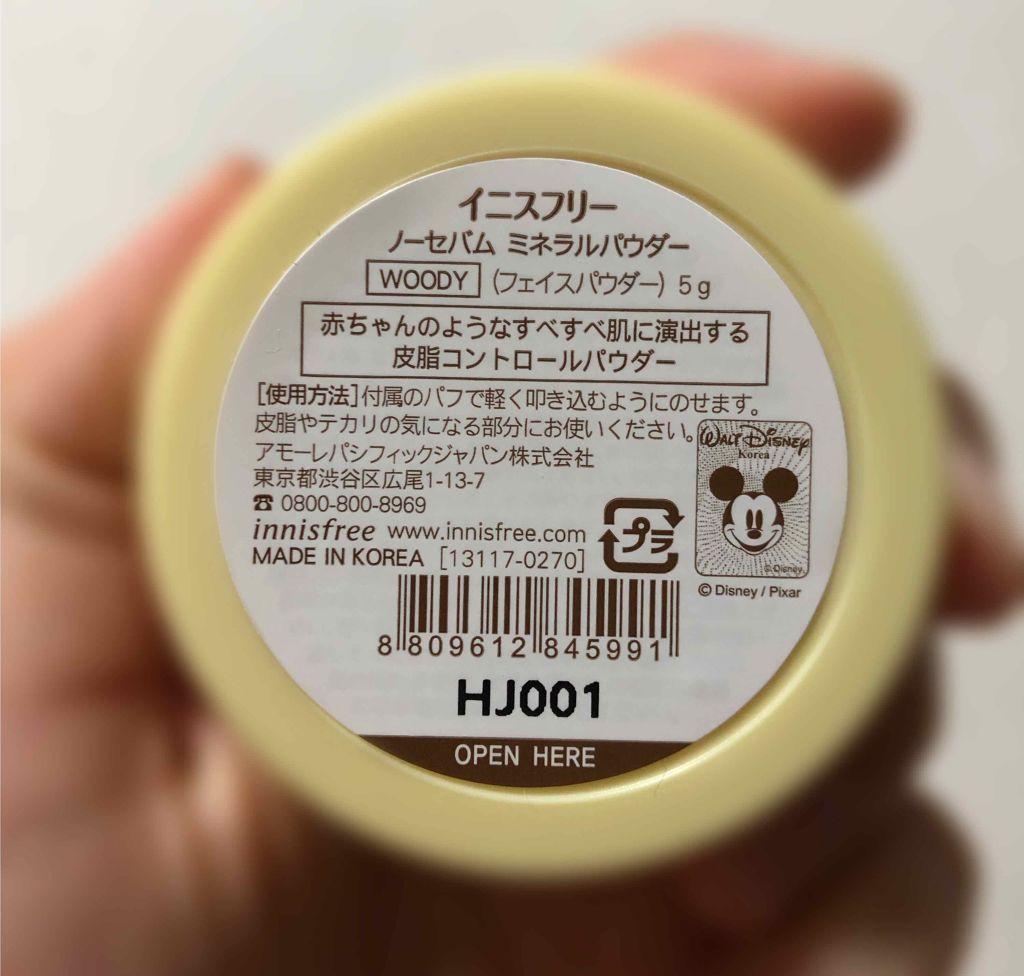 イニスフリー
ノーセバム ミネラルパウダー
WOODY (フェイスパウダー) 5g
赤ちゃんのようなすべすべ肌に演出する
皮脂コントロールパウダー
[使用方法]付属のパフで軽く叩き込むようにのせます。
皮脂やテカリの気になる部分にお使いください。
アモーレパシフィックジャパン株式会社
東京都渋谷区広尾1-13-7
☎ 0800-800-8969
innisfree www.innisfree.com
MADE IN KOREA [13117-0270]
プラ
WALT DISNEY
Korea
©Disney
©Disney / Pixar
8 809612 845991
HJ001
OPEN HERE